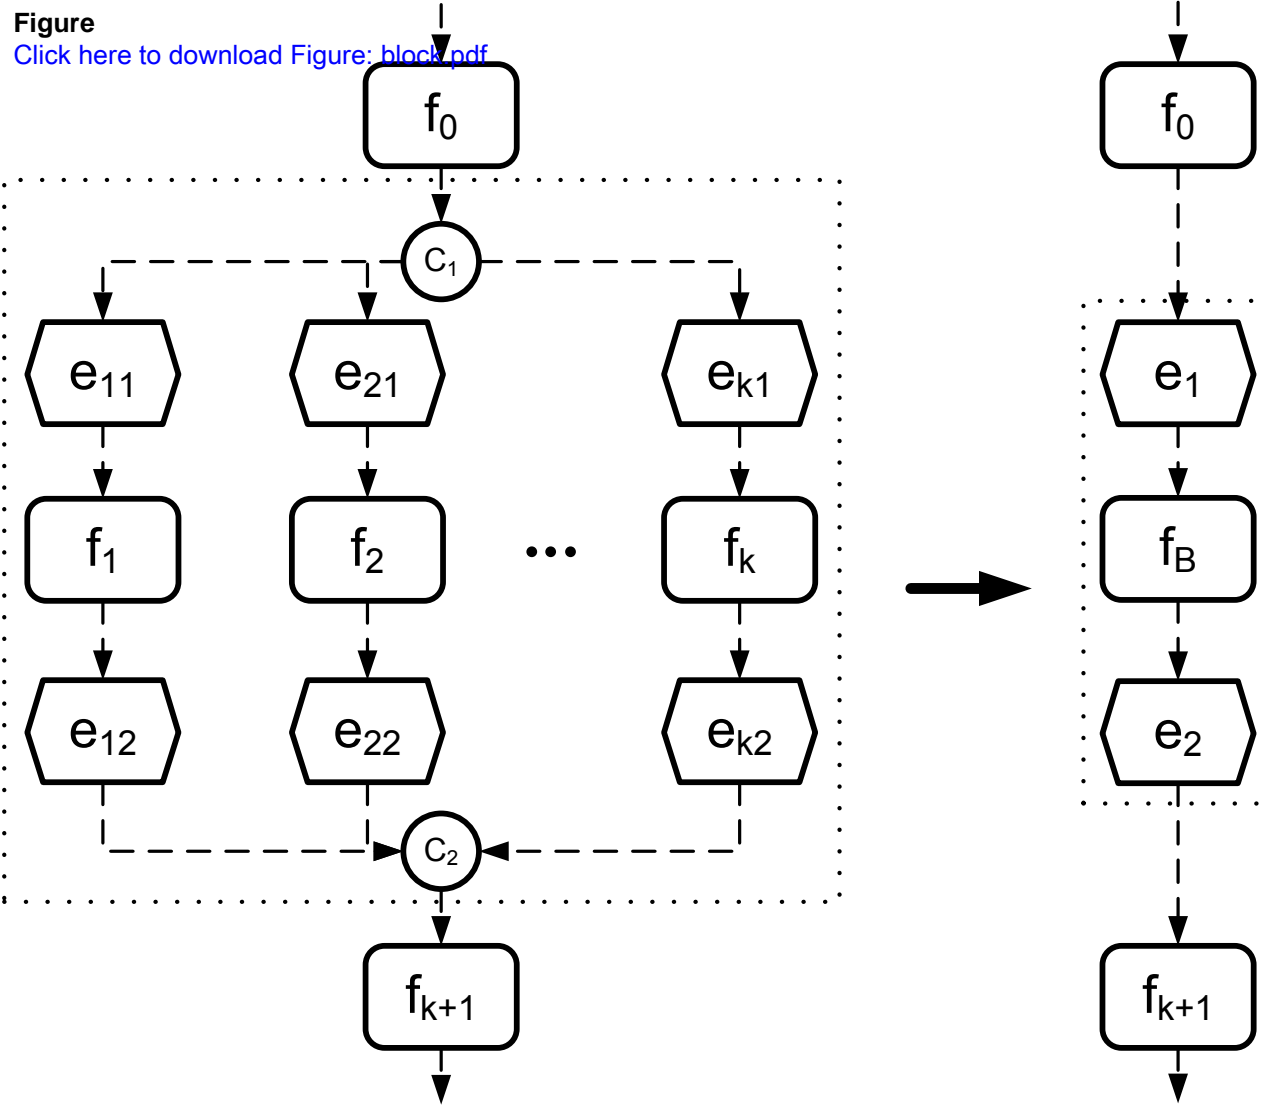 Figure
Click here to download Figure: block.pdf
f0
f0
C1
e11
e21
ek1
e1
f1
f2
•••
fk
fB
e12
e22
ek2
e2
C2
fk+1
fk+1